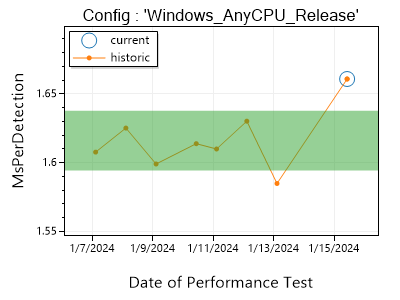 Config : 'Windows_AnyCPU_Release'
current
historic
MsPerDetection
1.65
1.6
1.55
1/7/2024 1/9/2024 1/11/2024 1/13/2024 1/15/2024
Date of Performance Test